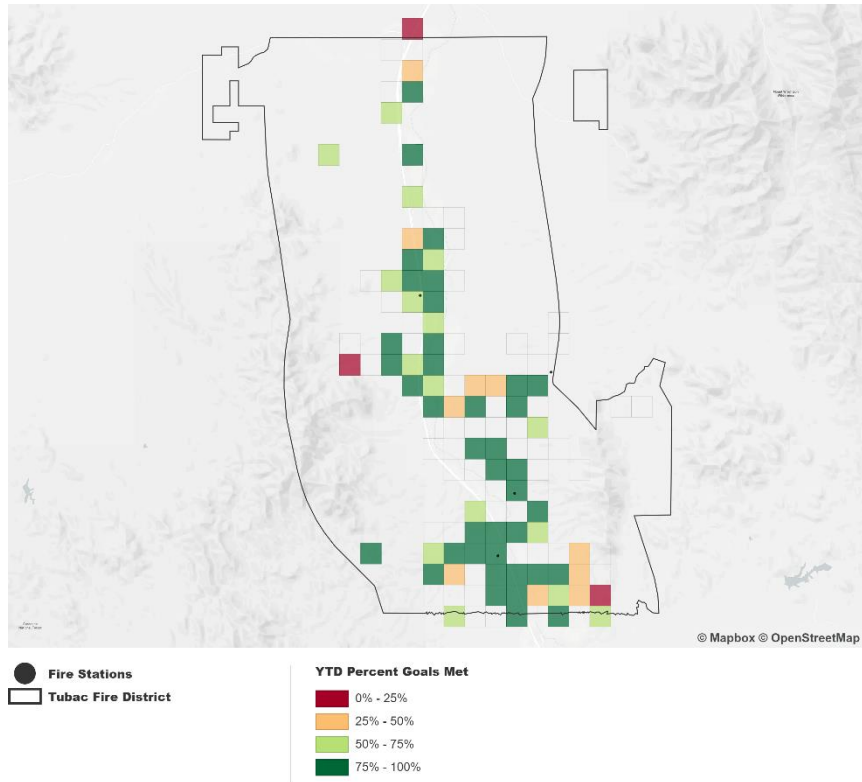 © Mapbox © OpenStreetMap
Fire Stations
Tubac Fire District
YTD Percent Goals Met
0% - 25%
25% - 50%
50% - 75%
75% - 100%